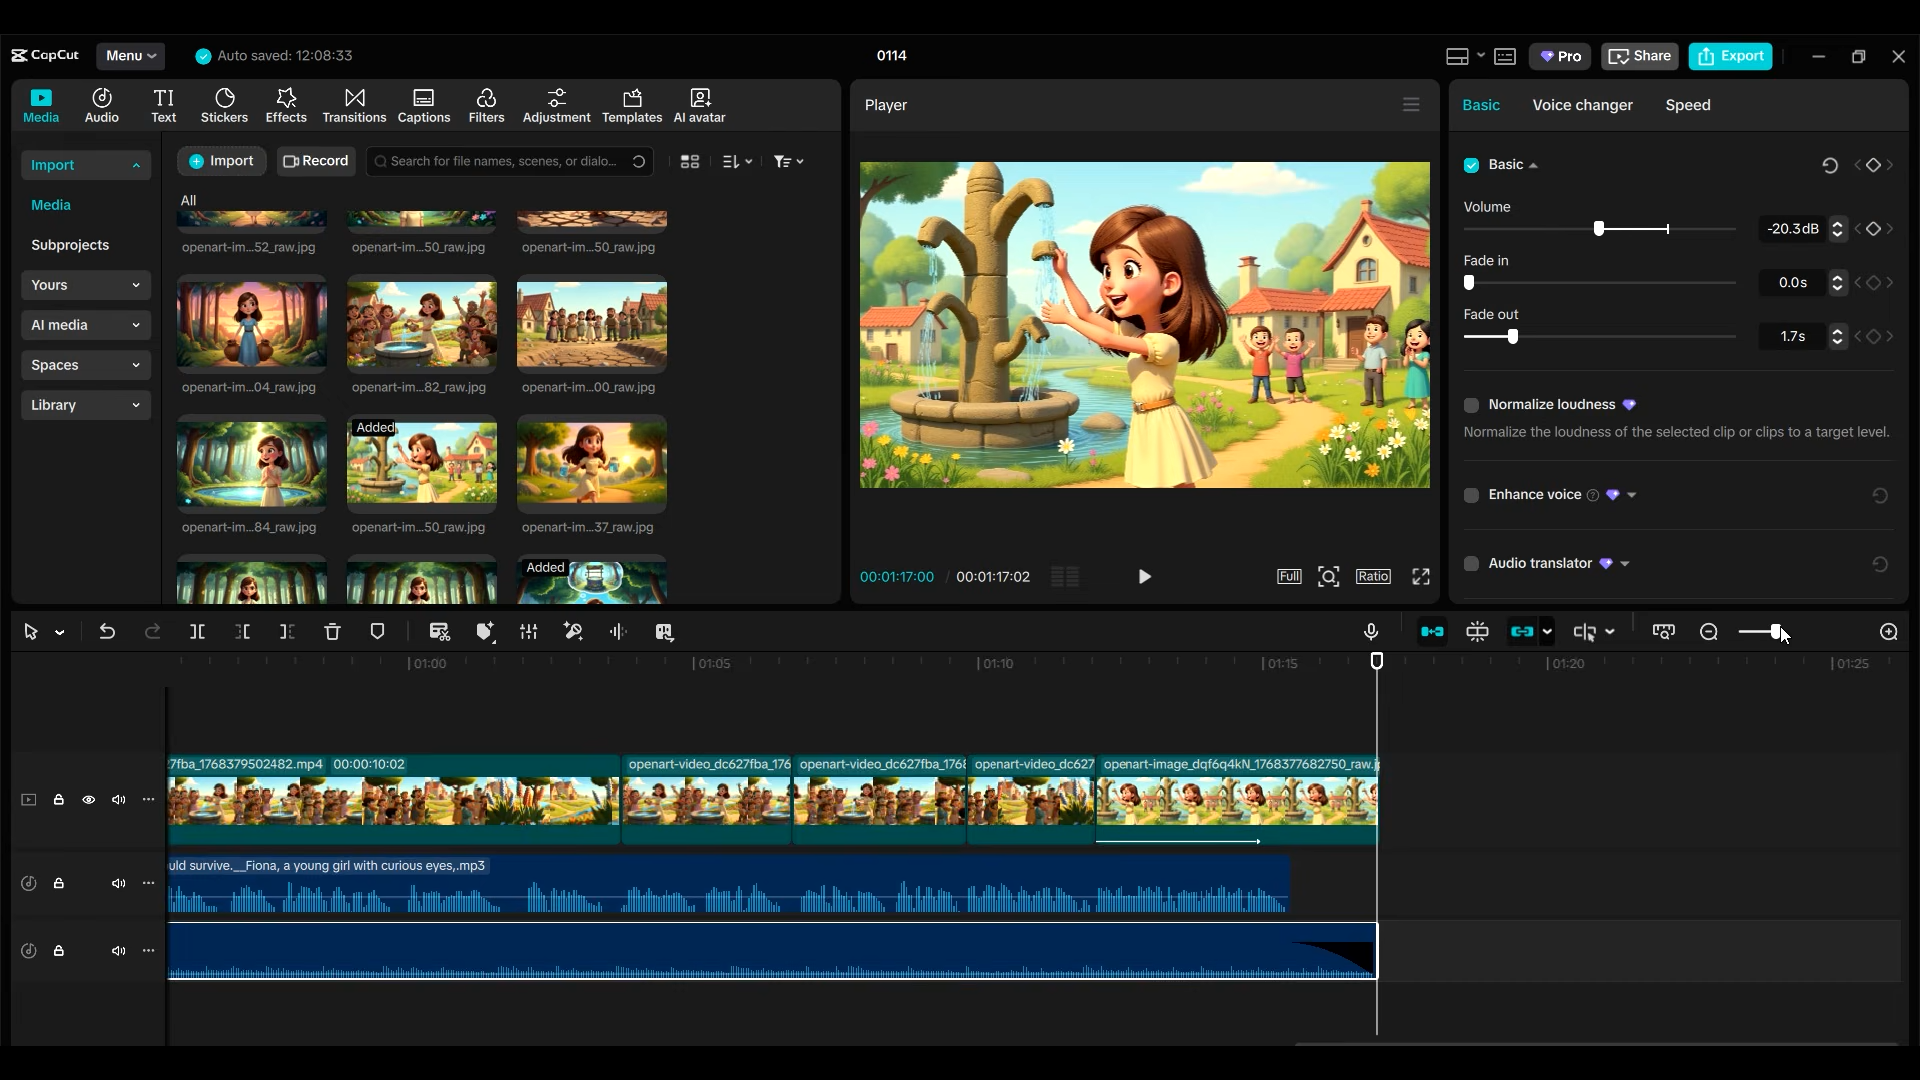 CapCut Menu Auto saved: 12:08:33 0114 Pro Share Export
Media Audio Text Stickers Effects Transitions Captions Filters Adjustment Templates AI avatar
Import
Media
Subprojects
Yours
AI media
Spaces
Library
Import Record Search for file names, scenes, or dialo...
All
openart-im...52_raw.jpg openart-im...50_raw.jpg openart-im...50_raw.jpg
openart-im...04_raw.jpg openart-im...82_raw.jpg openart-im...00_raw.jpg
Added
openart-im...84_raw.jpg openart-im...50_raw.jpg openart-im...37_raw.jpg
Added
Player
00:01:17:00 / 00:01:17:02 Full Ratio
Basic Voice changer Speed
Basic
Volume
-20.3dB
Fade in
0.0s
Fade out
1.7s
Normalize loudness
Normalize the loudness of the selected clip or clips to a target level.
Enhance voice
Audio translator
01:00 01:05 01:10 01:15 01:20 01:25
7fba_1768379502482.mp4 00:00:10:02 openart-video_dc627fba_176 openart-video_dc627fba_1768 openart-video_dc627 openart-image_dqf6q4kN_1768377682750_raw.j
uld survive.__Fiona, a young girl with curious eyes,.mp3